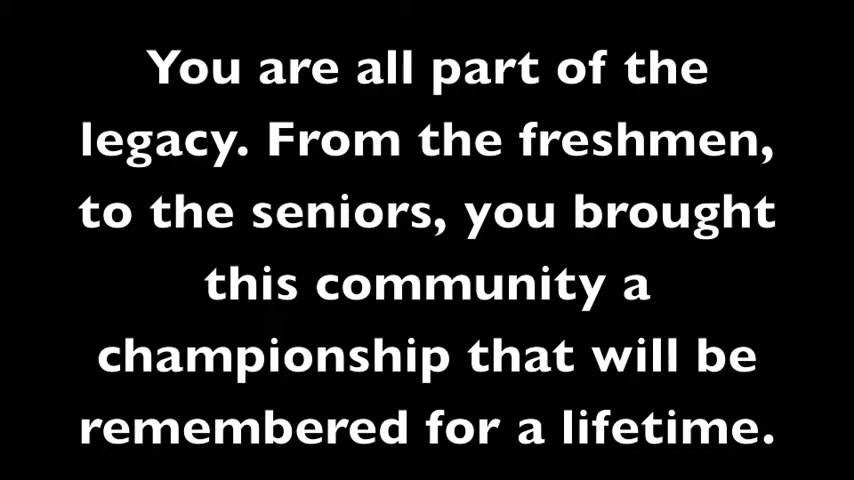 You are all part of the
legacy. From the freshmen,
to the seniors, you brought
this community a
championship that will be
remembered for a lifetime.